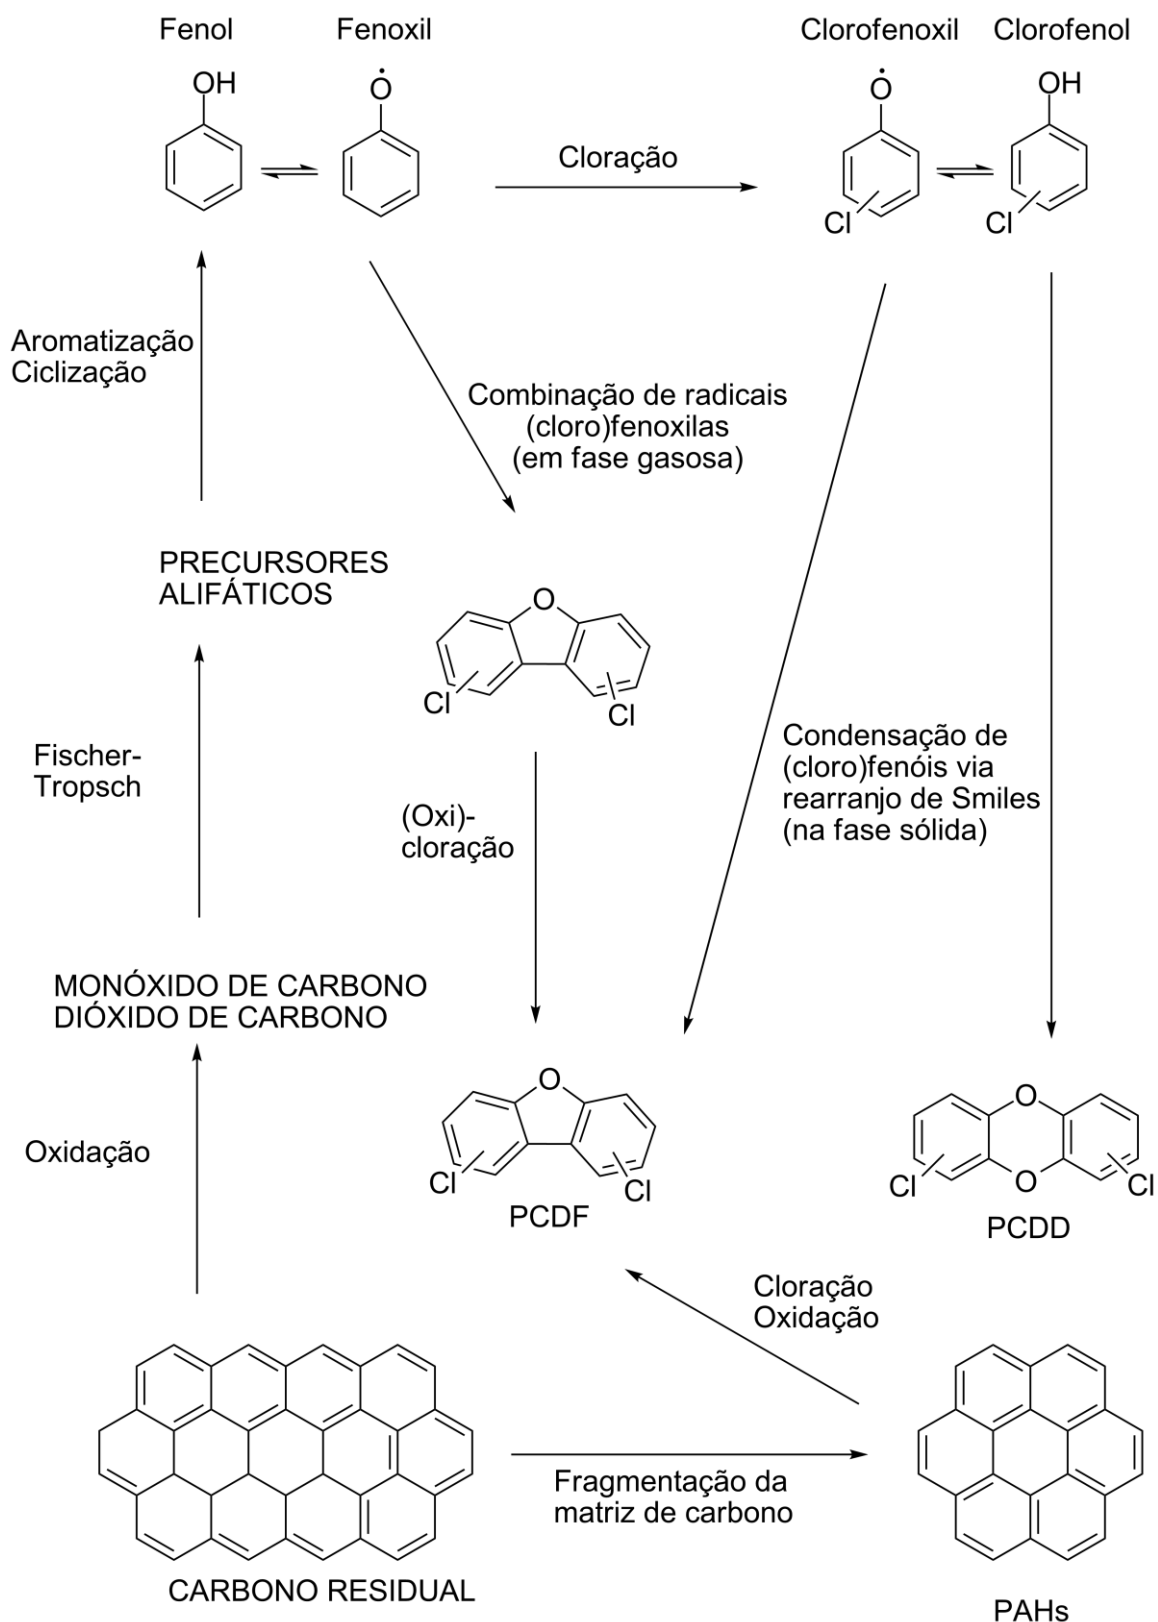 Fenol
Fenoxil
Clorofenoxil
Clorofenol
OH
O
O
OH
Cloração
Cl
Cl
Aromatização
Ciclização
Combinação de radicais
(cloro)fenoxilas
(em fase gasosa)
PRECURSORES
ALIFÁTICOS
O
Cl
Cl
Fischer-
Tropsch
(Oxi)-
cloração
Condensação de
(cloro)fenóis via
rearranjo de Smiles
(na fase sólida)
MONÓXIDO DE CARBONO
DIÓXIDO DE CARBONO
O
Cl
Cl
PCDF
O
O
Cl
Cl
PCDD
Oxidação
Cloração
Oxidação
Fragmentação da
matriz de carbono
CARBONO RESIDUAL
PAHs